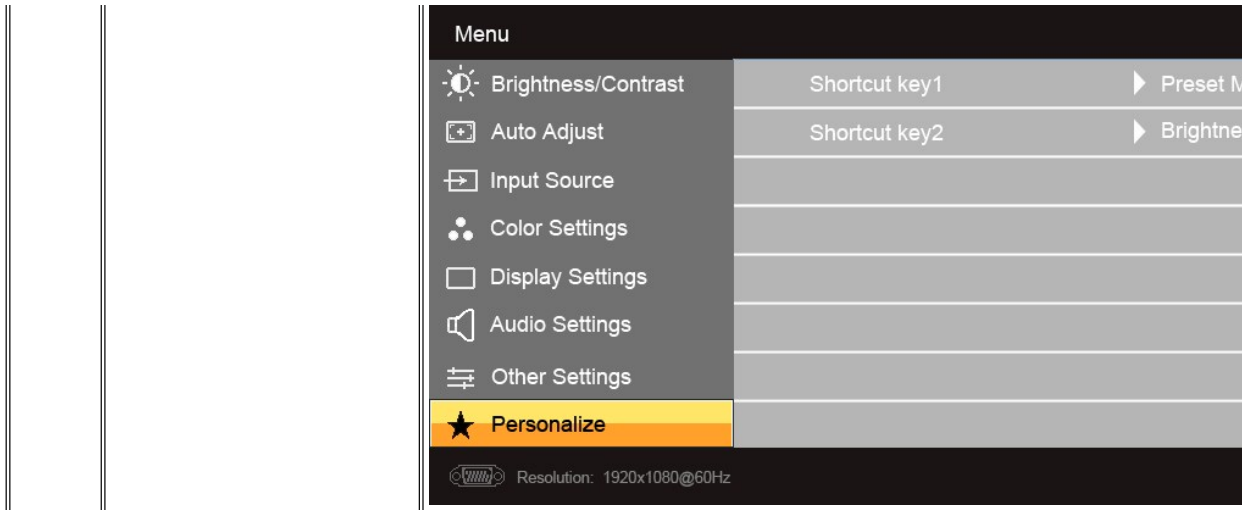 Menu
Brightness/Contrast Shortcut key1 Preset M
Auto Adjust Shortcut key2 Brightne
Input Source
Color Settings
Display Settings
Audio Settings
Other Settings
Personalize
Resolution: 1920x1080@60Hz